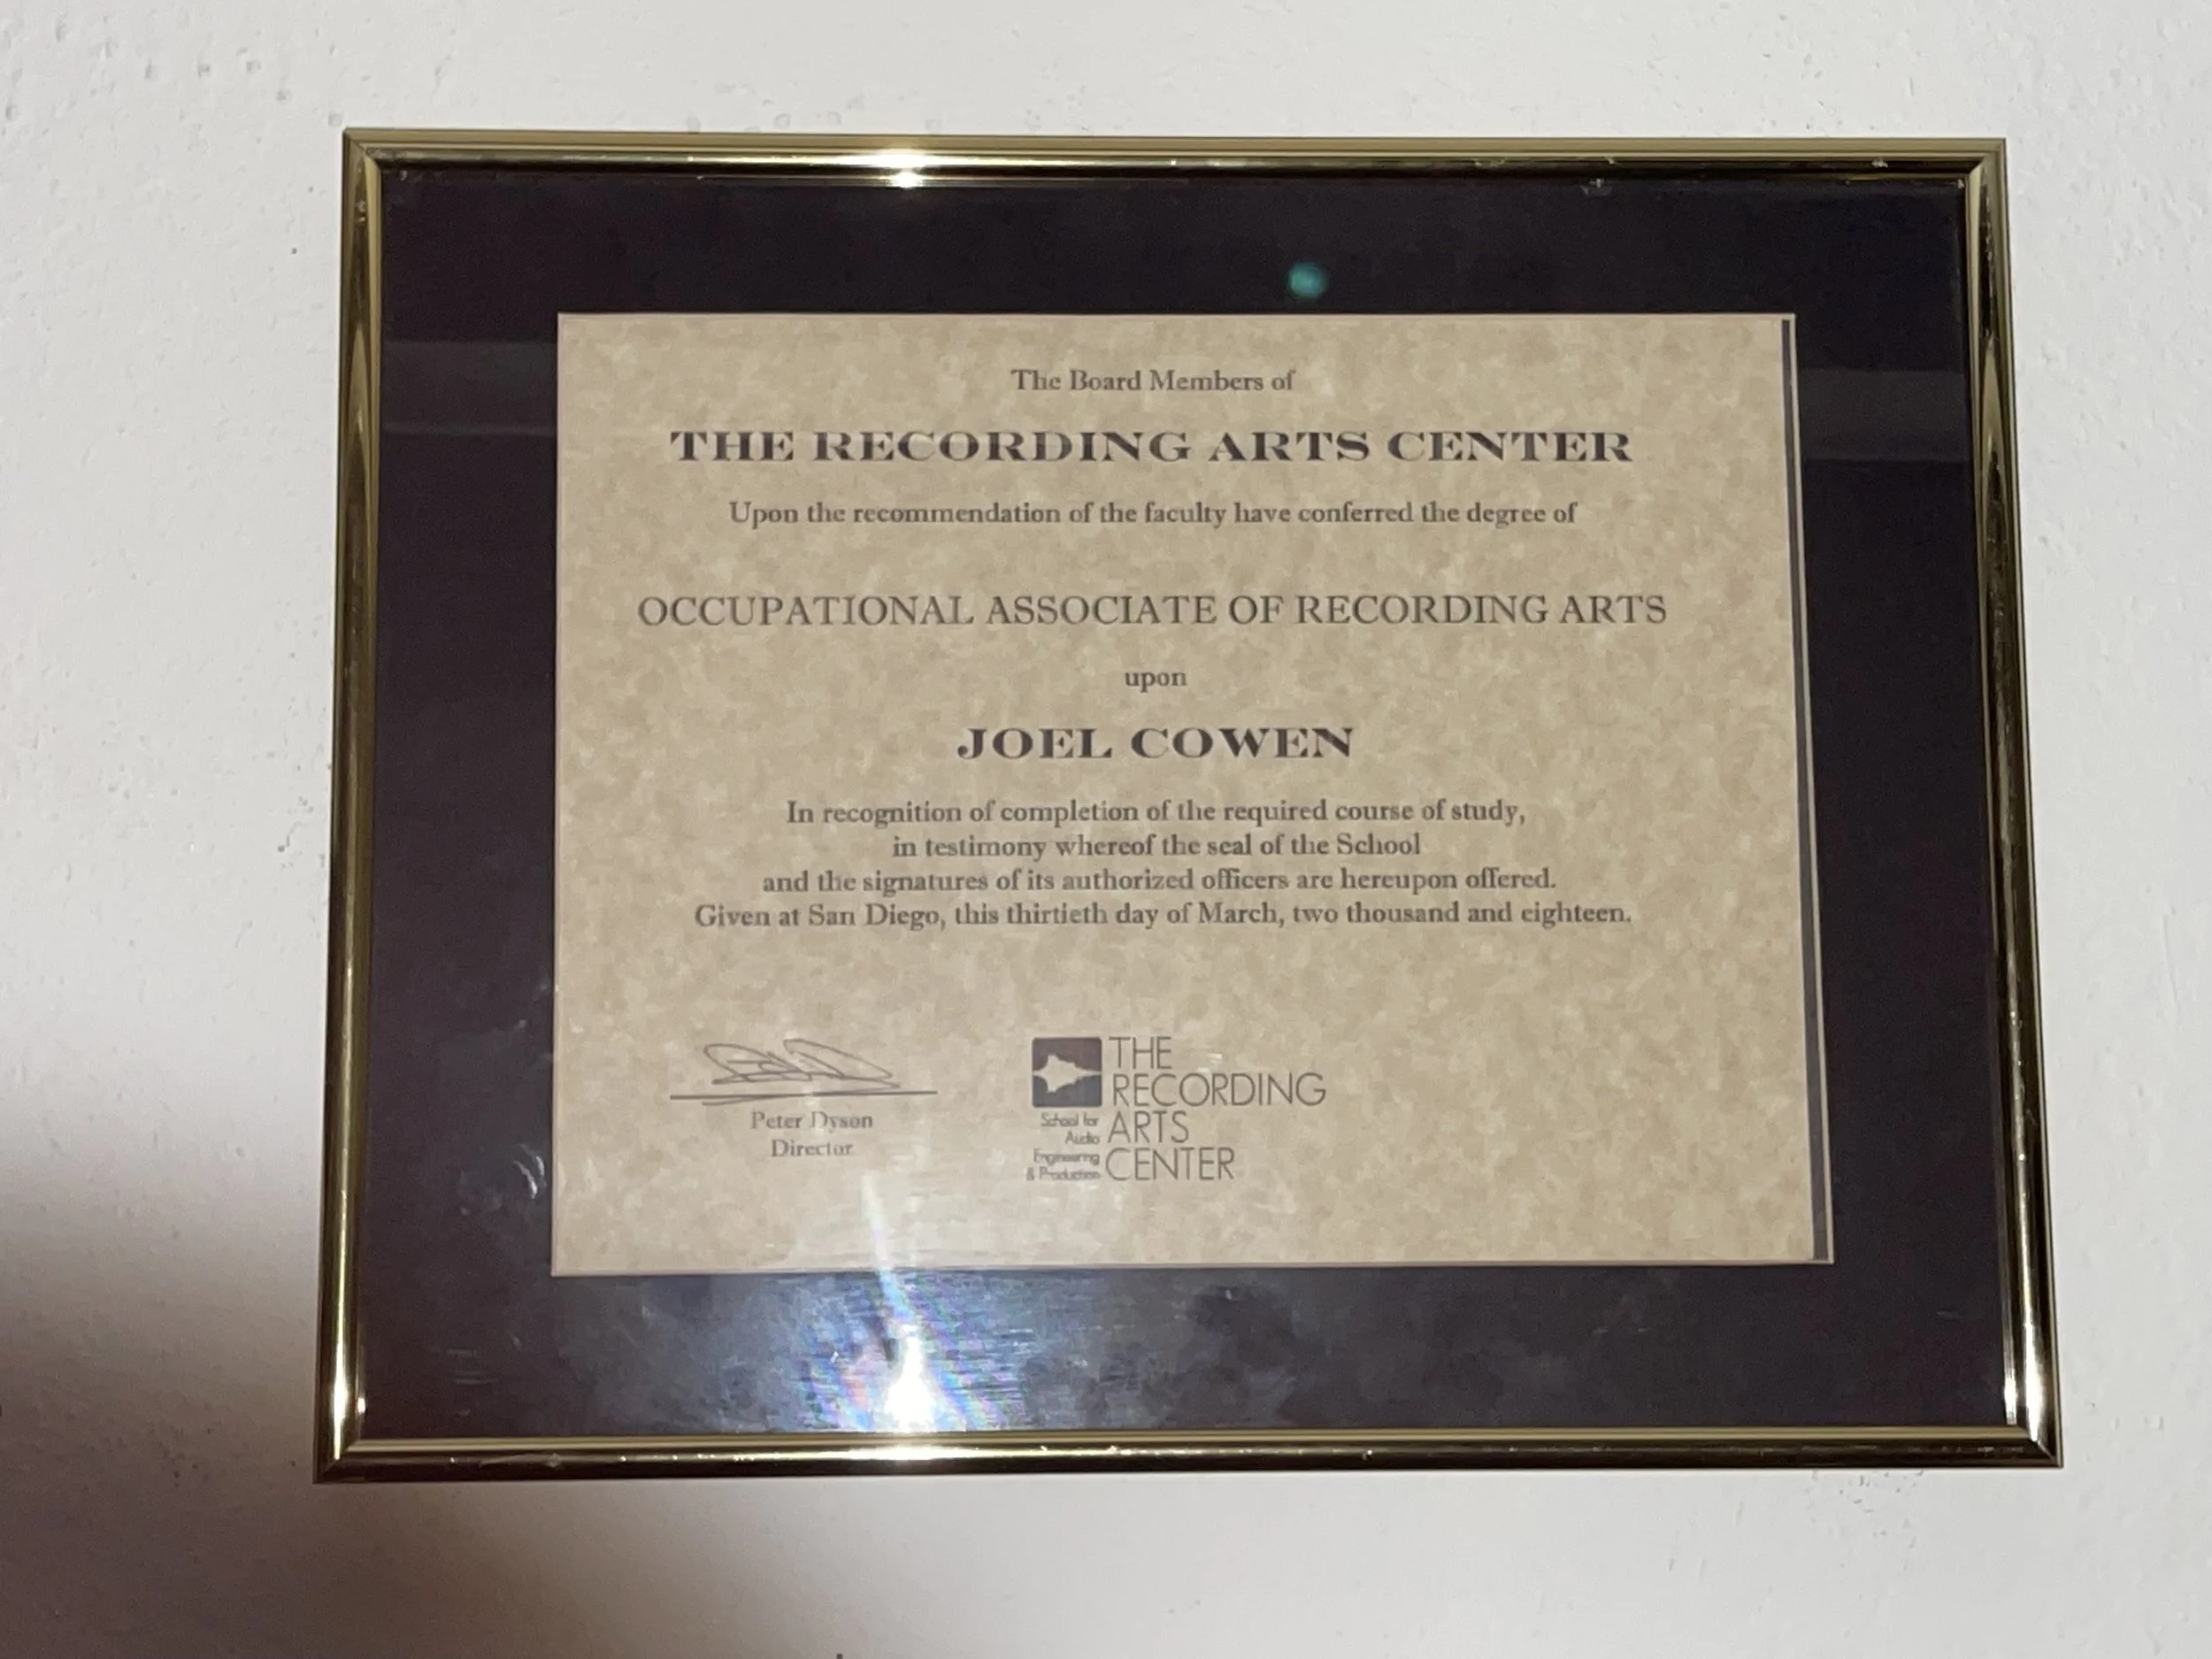 The Board Members of
THE RECORDING ARTS CENTER
Upon the recommendation of the faculty have conferred the degree of
OCCUPATIONAL ASSOCIATE OF RECORDING ARTS
upon
JOEL COWEN
In recognition of completion of the required course of study,
in testimony whereof the seal of the School
and the signatures of its authorized officers are hereupon offered.
Given at San Diego, this thirtieth day of March, two thousand and eighteen.
Peter Dyson
Director
THE
RECORDING
ARTS
CENTER
School for
Audio
Engineering
& Production